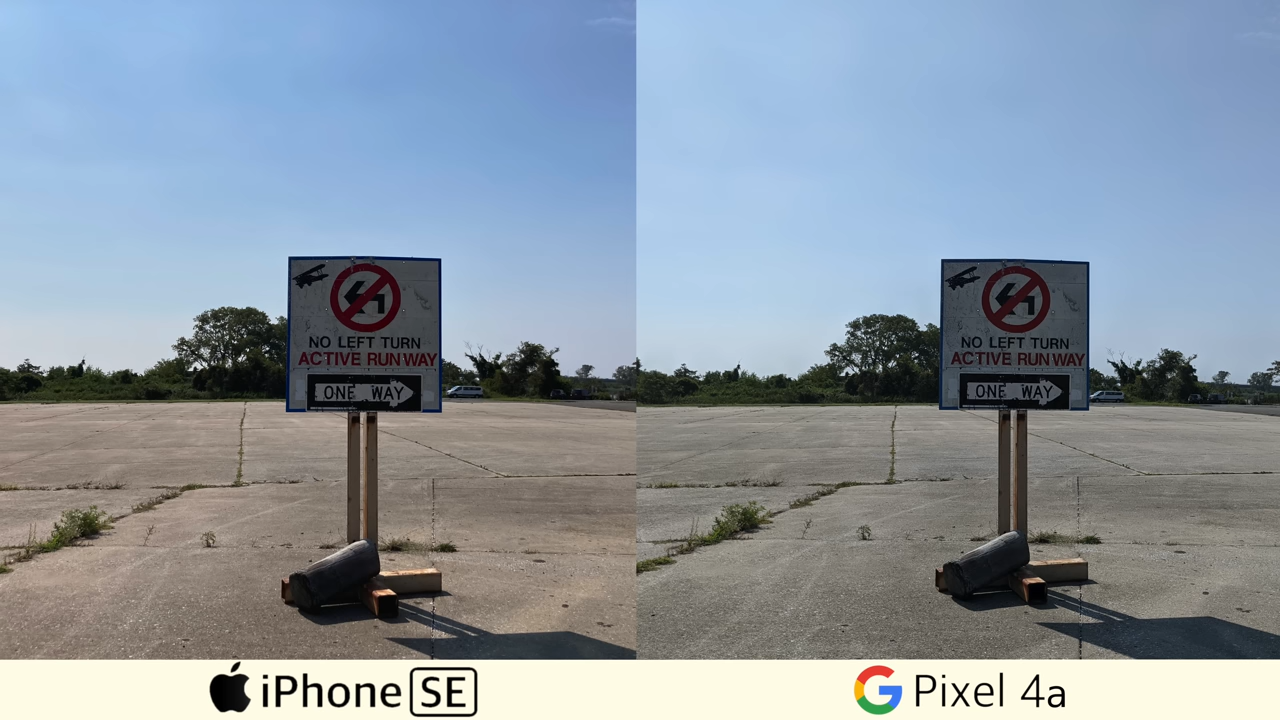 NO LEFT TURN
ACTIVE RUNWAY
ONE WAY
NO LEFT TURN
ACTIVE RUNWAY
ONE WAY
iPhone SE
Pixel 4a